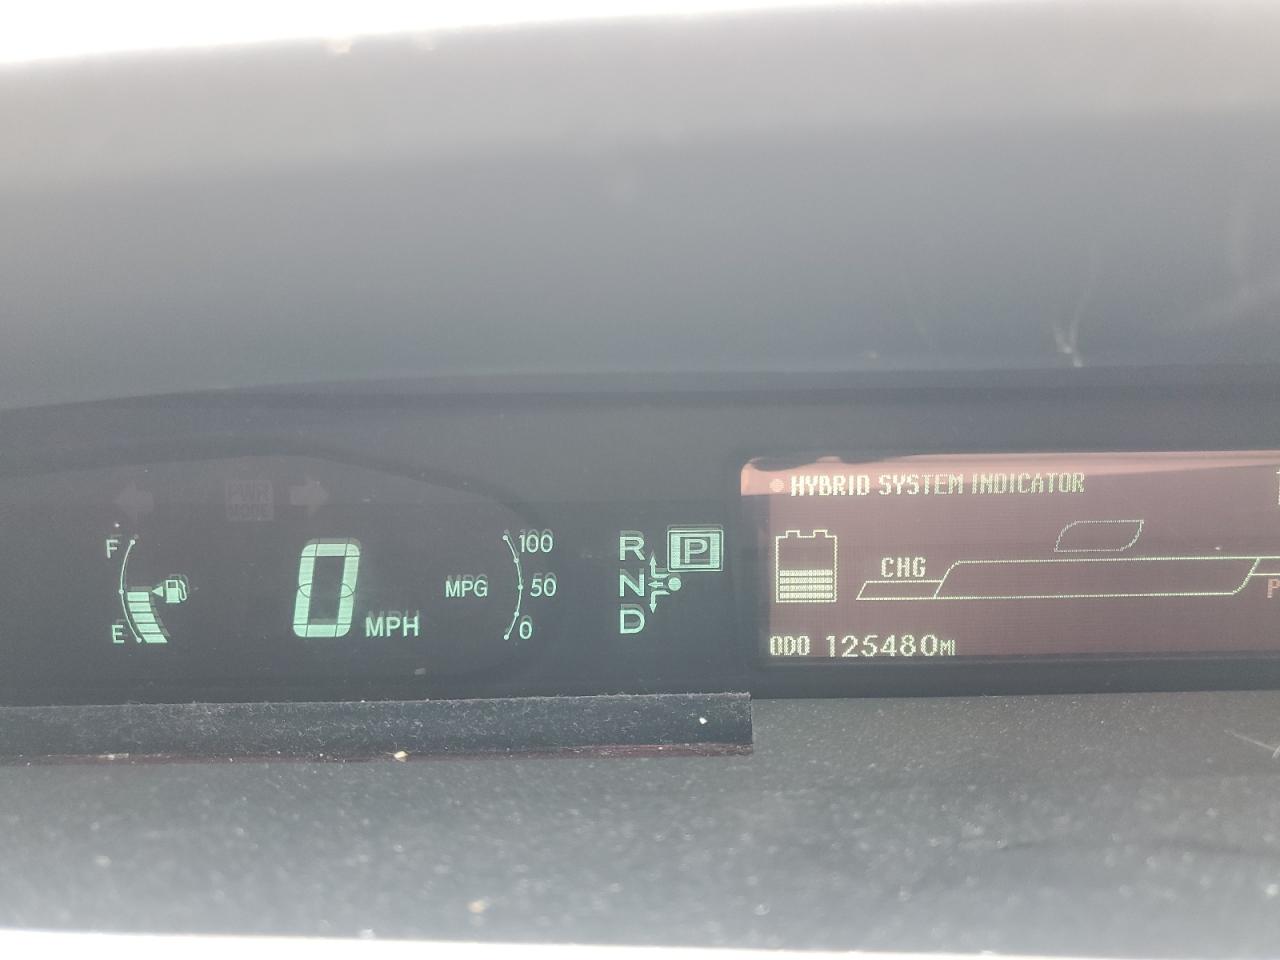 F
E
0 MPH
MPG
100
50
0
R
N
D
P
HYBRID SYSTEM INDICATOR
CHG
P
ODO 125480MI